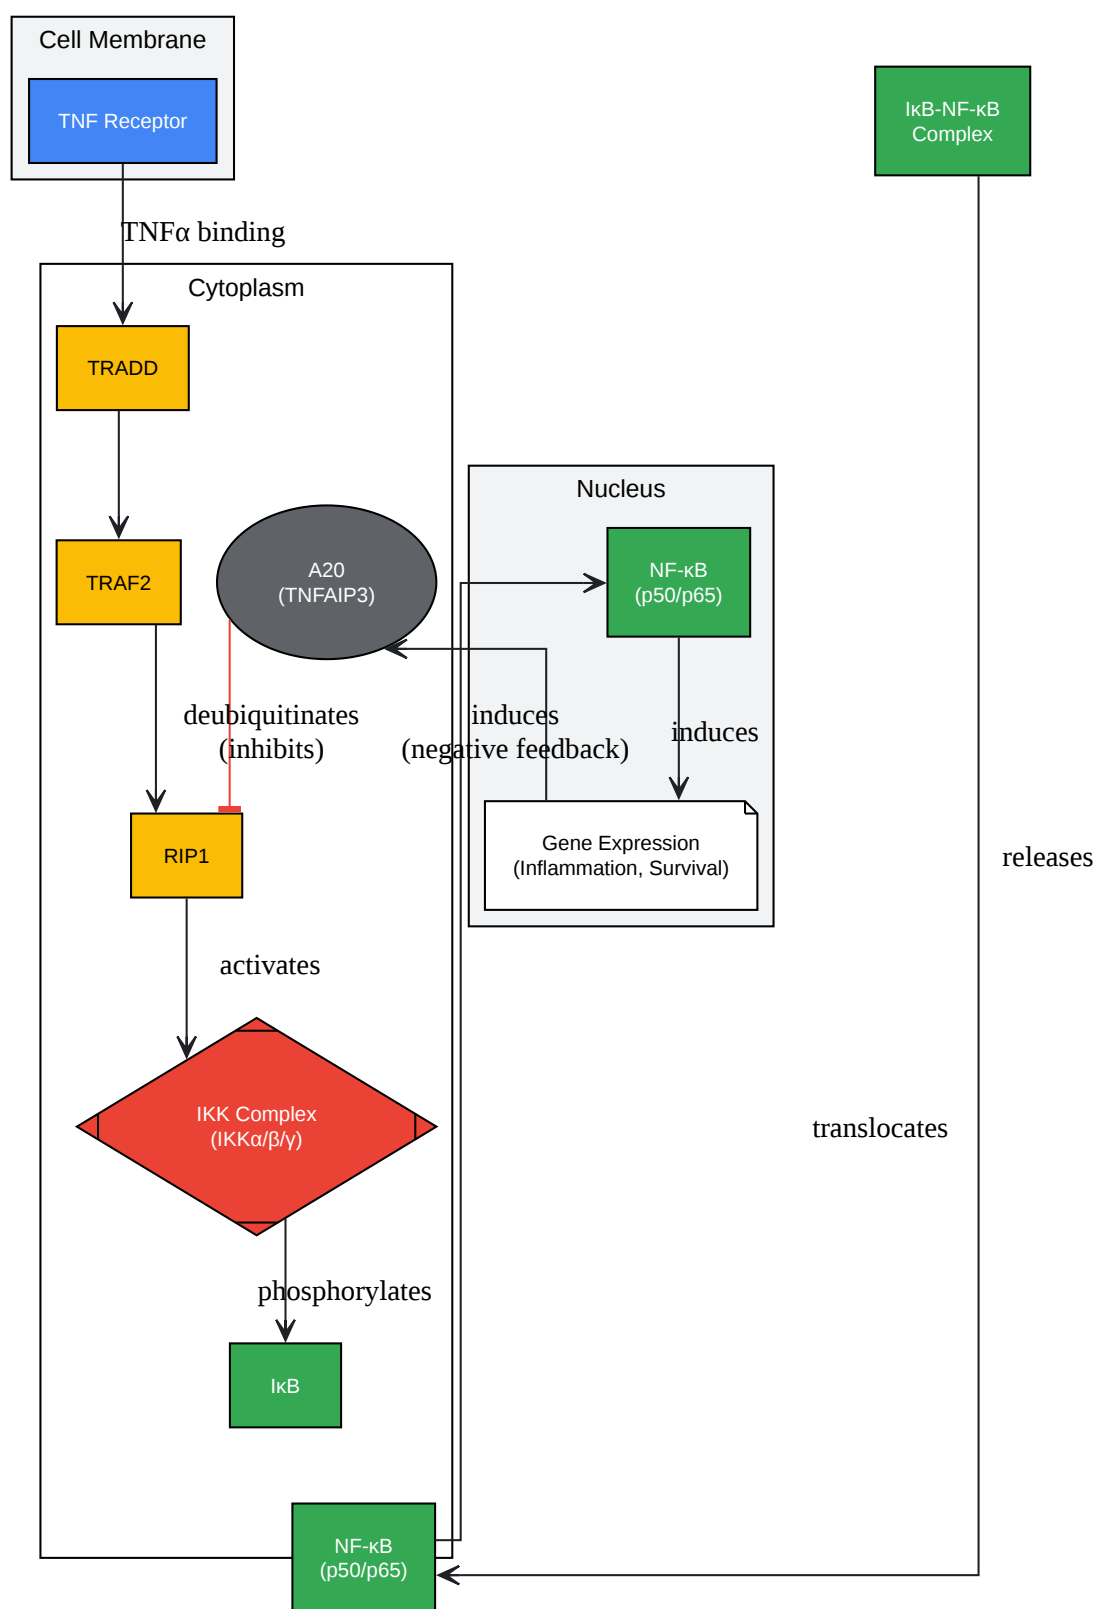 Cell Membrane
TNF Receptor
IκB-NF-κB
Complex
TNFα binding
Cytoplasm
TRADD
Nucleus
TRAF2
A20
(TNFAIP3)
NF-κB
(p50/p65)
deubiquitinates
(inhibits)
induces
(negative feedback)
induces
RIP1
Gene Expression
(Inflammation, Survival)
releases
activates
IKK Complex
(IKKα/β/γ)
translocates
phosphorylates
IκB
NF-κB
(p50/p65)